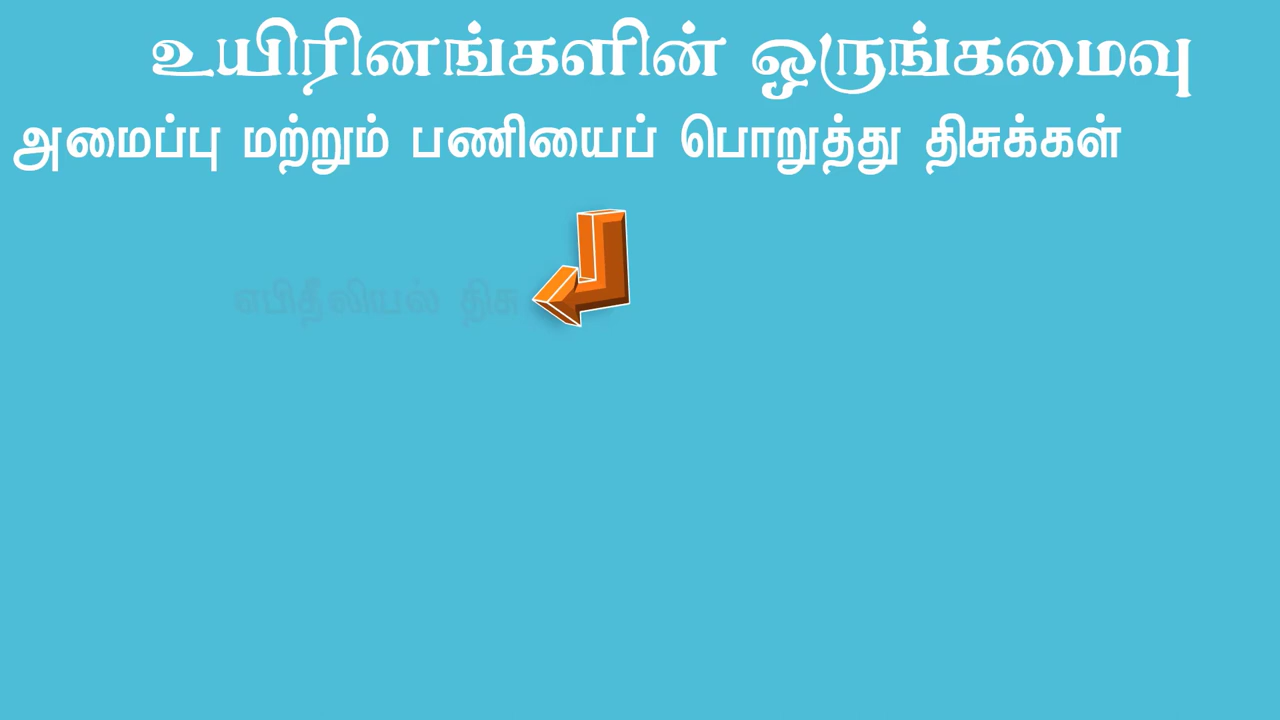 உயிரினங்களின் ஒருங்கமைவு
அமைப்பு மற்றும் பணியைப் பொறுத்து திசுக்கள்
எபிதீலியல்